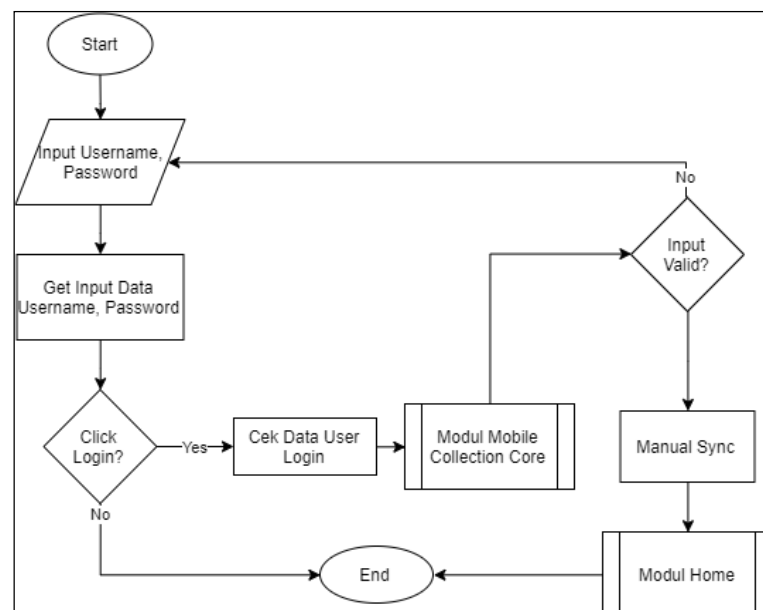 Start
Input Username,
Password
No
Input
Valid?
Get Input Data
Username, Password
Click
Login?
Yes
Cek Data User
Login
Modul Mobile
Collection Core
Manual Sync
No
End
Modul Home